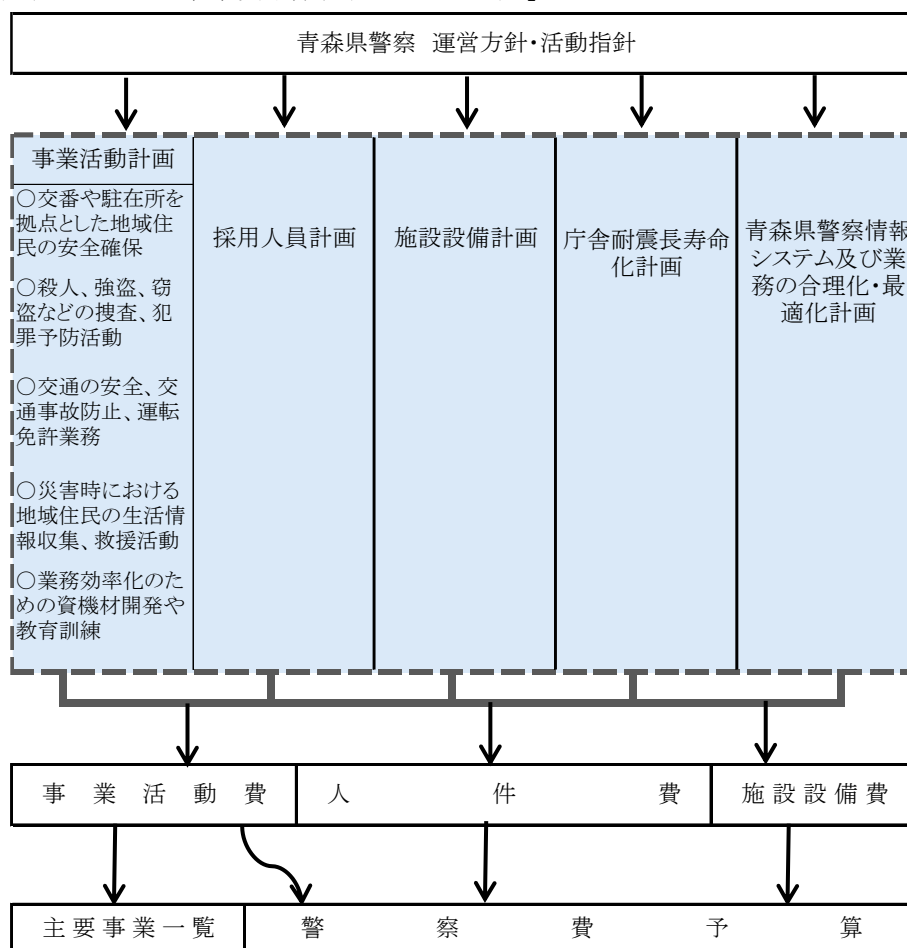 青森県警察 運営方針・活動指針
事業活動計画
○交番や駐在所を
拠点とした地域住
民の安全確保
○殺人、強盗、窃
盗などの捜査、犯
罪予防活動
○交通の安全、交
通事故防止、運転
免許業務
○災害時における
地域住民の生活情
報収集、救援活動
○業務効率化のた
めの資機材開発や
教育訓練
採用人員計画
施設設備計画
庁舎耐震長寿命
化計画
青森県警察情報
システム及び業
務の合理化・最
適化計画
事業活動費
人件費
施設設備費
主要事業一覧
警察費予算